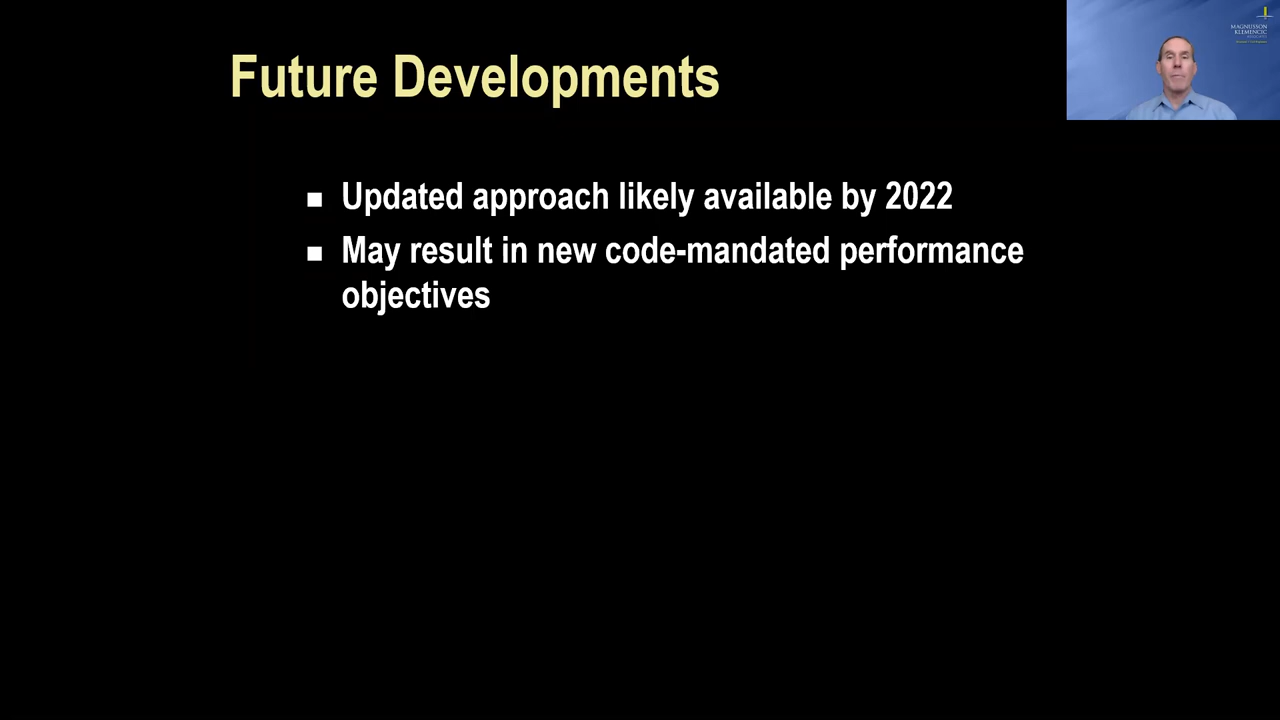 Future Developments
MAGNUSSON
KLEMENCIC
Updated approach likely available by 2022
May result in new code-mandated performance
objectives